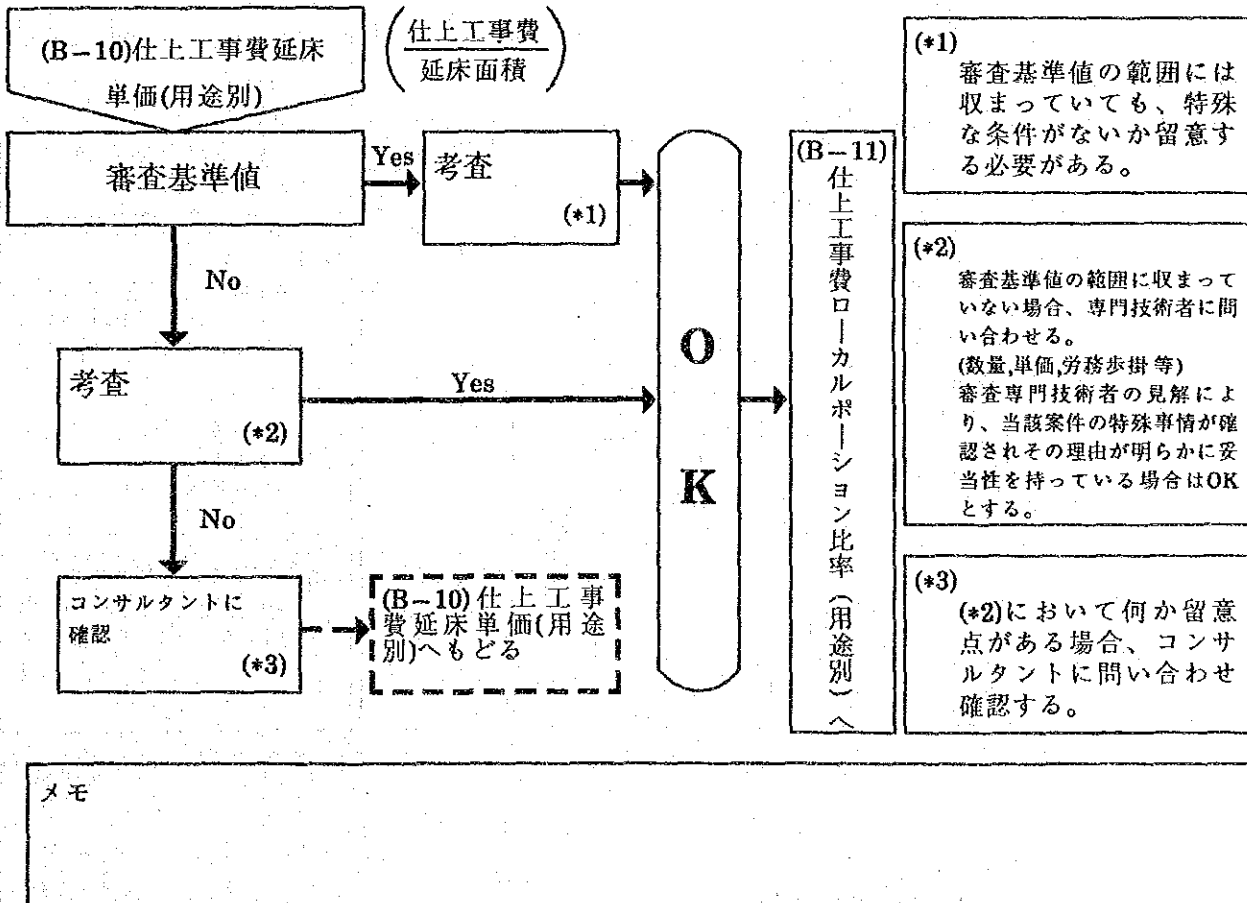 (B-10)仕上工事費延床
単価(用途別)
(仕上工事費
延床面積)
審査基準値
Yes
考査
(*1)
No
考査
(*2)
Yes
No
コンサルタントに
確認
(*3)
(B-10)仕上工事
費延床単価(用途
別)へもどる
O
K
(B-11)
仕上工事費ローカルポーション比率(用途別)へ
(*1)
審査基準値の範囲には
収まっていても、特殊
な条件がないか留意す
る必要がある。
(*2)
審査基準値の範囲に収まって
いない場合、専門技術者に問
い合わせる。
(数量,単価,労務歩掛等)
審査専門技術者の見解によ
り、当該案件の特殊事情が確
認されその理由が明らかに妥
当性を持っている場合はOK
とする。
(*3)
(*2)において何か留意
点がある場合、コンサ
ルタントに問い合わせ
確認する。
メモ